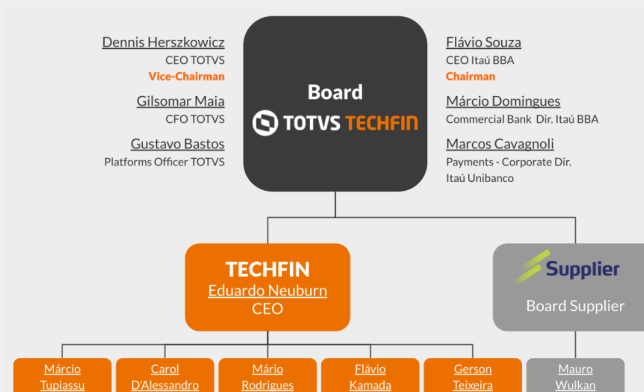 Dennis Herszkowicz
CEO TOTVS
Vice-Chairman
Gilsomar Maia
CFO TOTVS
Gustavo Bastos
Platforms Officer TOTVS
Board
TOTVS TECHFIN
Flávio Souza
CEO Itaú BBA
Chairman
Márcio Domingues
Commercial Bank Dir. Itaú BBA
Marcos Cavagnoli
Payments - Corporate Dir.
Itaú Unibanco
TECHFIN
Eduardo Neuburn
CEO
Supplier
Board Supplier
Márcio
Tupiassu
Carol
D'Alessandro
Mário
Rodrigues
Flávio
Kamada
Gerson
Teixeira
Mauro
Wulkan